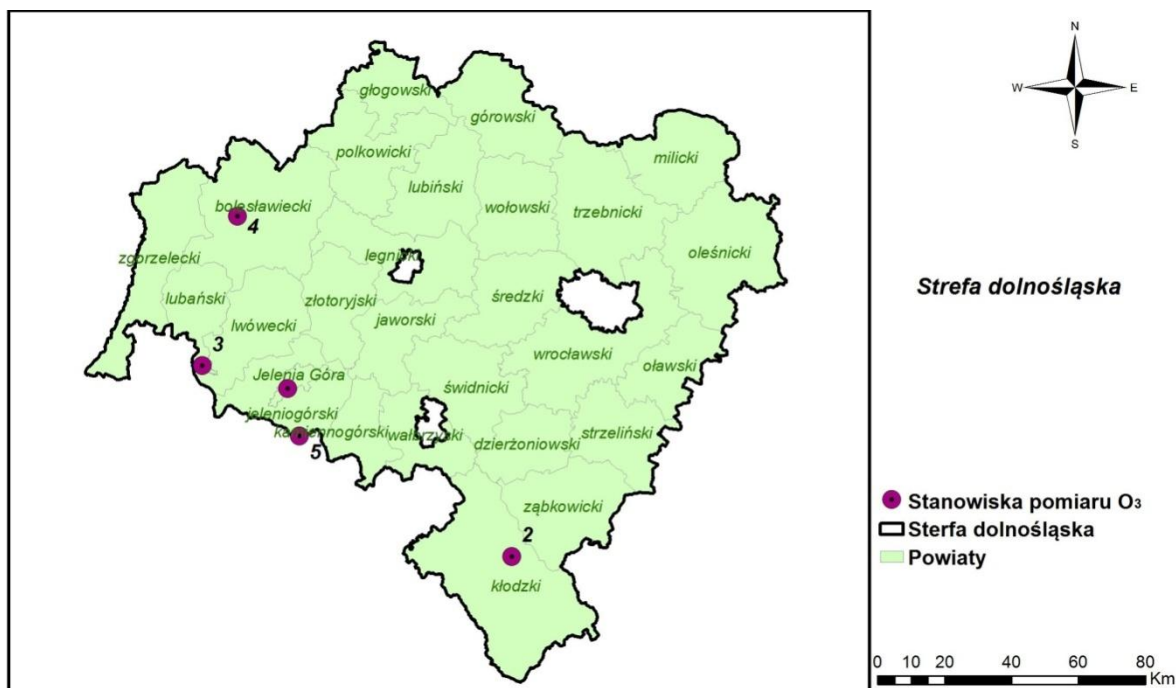 N
W
E
S
głogowski
górowski
polkowicki
milicki
lubiński
wołowski
trzebnicki
bolesławiecki
4
oleśnicki
zgorzelecki
legnicki
Strefa dolnośląska
lubański
złotoryjski
średzki
lwówecki
jaworski
3
wrocławski
oławski
Jelenia Góra
świdnicki
jeleniogórski
kamiennogórski
wałbrzyski
dzierżoniowski
strzeliński
5
ząbkowicki
2
kłodzki
Stanowiska pomiaru O3
Sterfa dolnośląska
Powiaty
0 10 20 40 60 80
Km